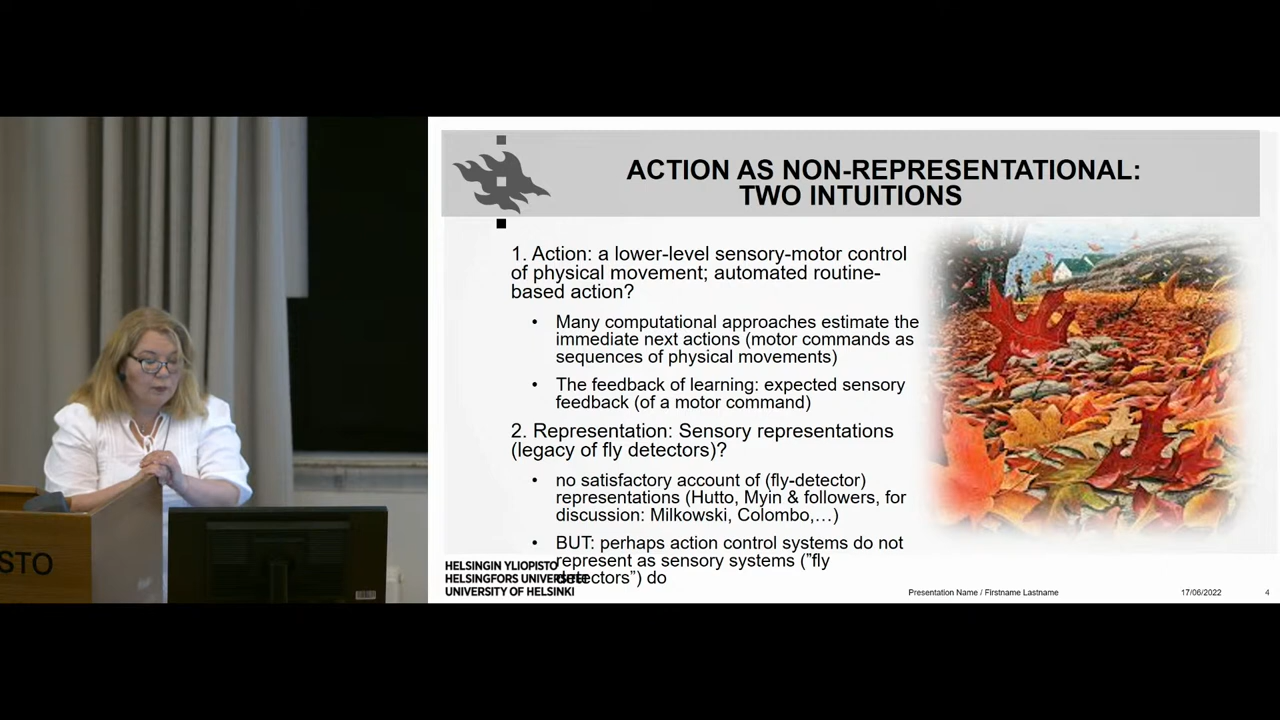 ACTION AS NON-REPRESENTATIONAL:
TWO INTUITIONS
1. Action: a lower-level sensory-motor control
of physical movement; automated routine-
based action?
• Many computational approaches estimate the
immediate next actions (motor commands as
sequences of physical movements)
• The feedback of learning: expected sensory
feedback (of a motor command)
2. Representation: Sensory representations
(legacy of fly detectors)?
• no satisfactory account of (fly-detector)
representations (Hutto, Myin & followers, for
discussion: Milkowski, Colombo,…)
• BUT: perhaps action control systems do not
represent as sensory systems (”fly
detectors”) do
HELSINGIN YLIOPISTO
HELSINGFORS UNIVERSITET
UNIVERSITY OF HELSINKI
Presentation Name / Firstname Lastname
17/06/2022
4
STO